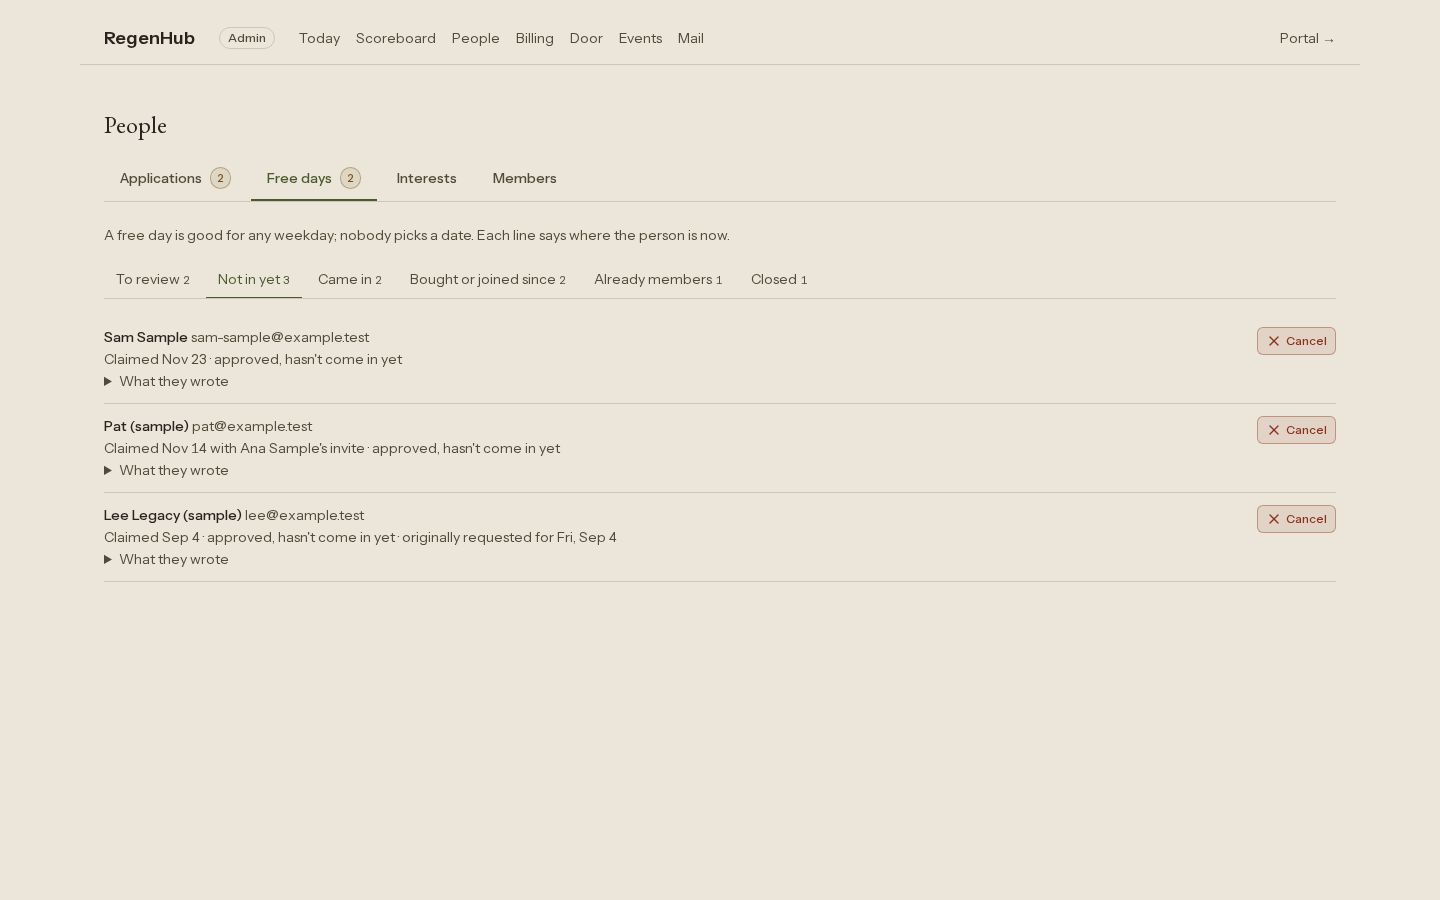 RegenHub Admin Today Scoreboard People Billing Door Events Mail Portal →
People
Applications 2 Free days 2 Interests Members
A free day is good for any weekday; nobody picks a date. Each line says where the person is now.
To review 2 Not in yet 3 Came in 2 Bought or joined since 2 Already members 1 Closed 1
Sam Sample sam-sample@example.test Cancel
Claimed Nov 23 · approved, hasn't come in yet
What they wrote
Pat (sample) pat@example.test Cancel
Claimed Nov 14 with Ana Sample's invite · approved, hasn't come in yet
What they wrote
Lee Legacy (sample) lee@example.test Cancel
Claimed Sep 4 · approved, hasn't come in yet · originally requested for Fri, Sep 4
What they wrote